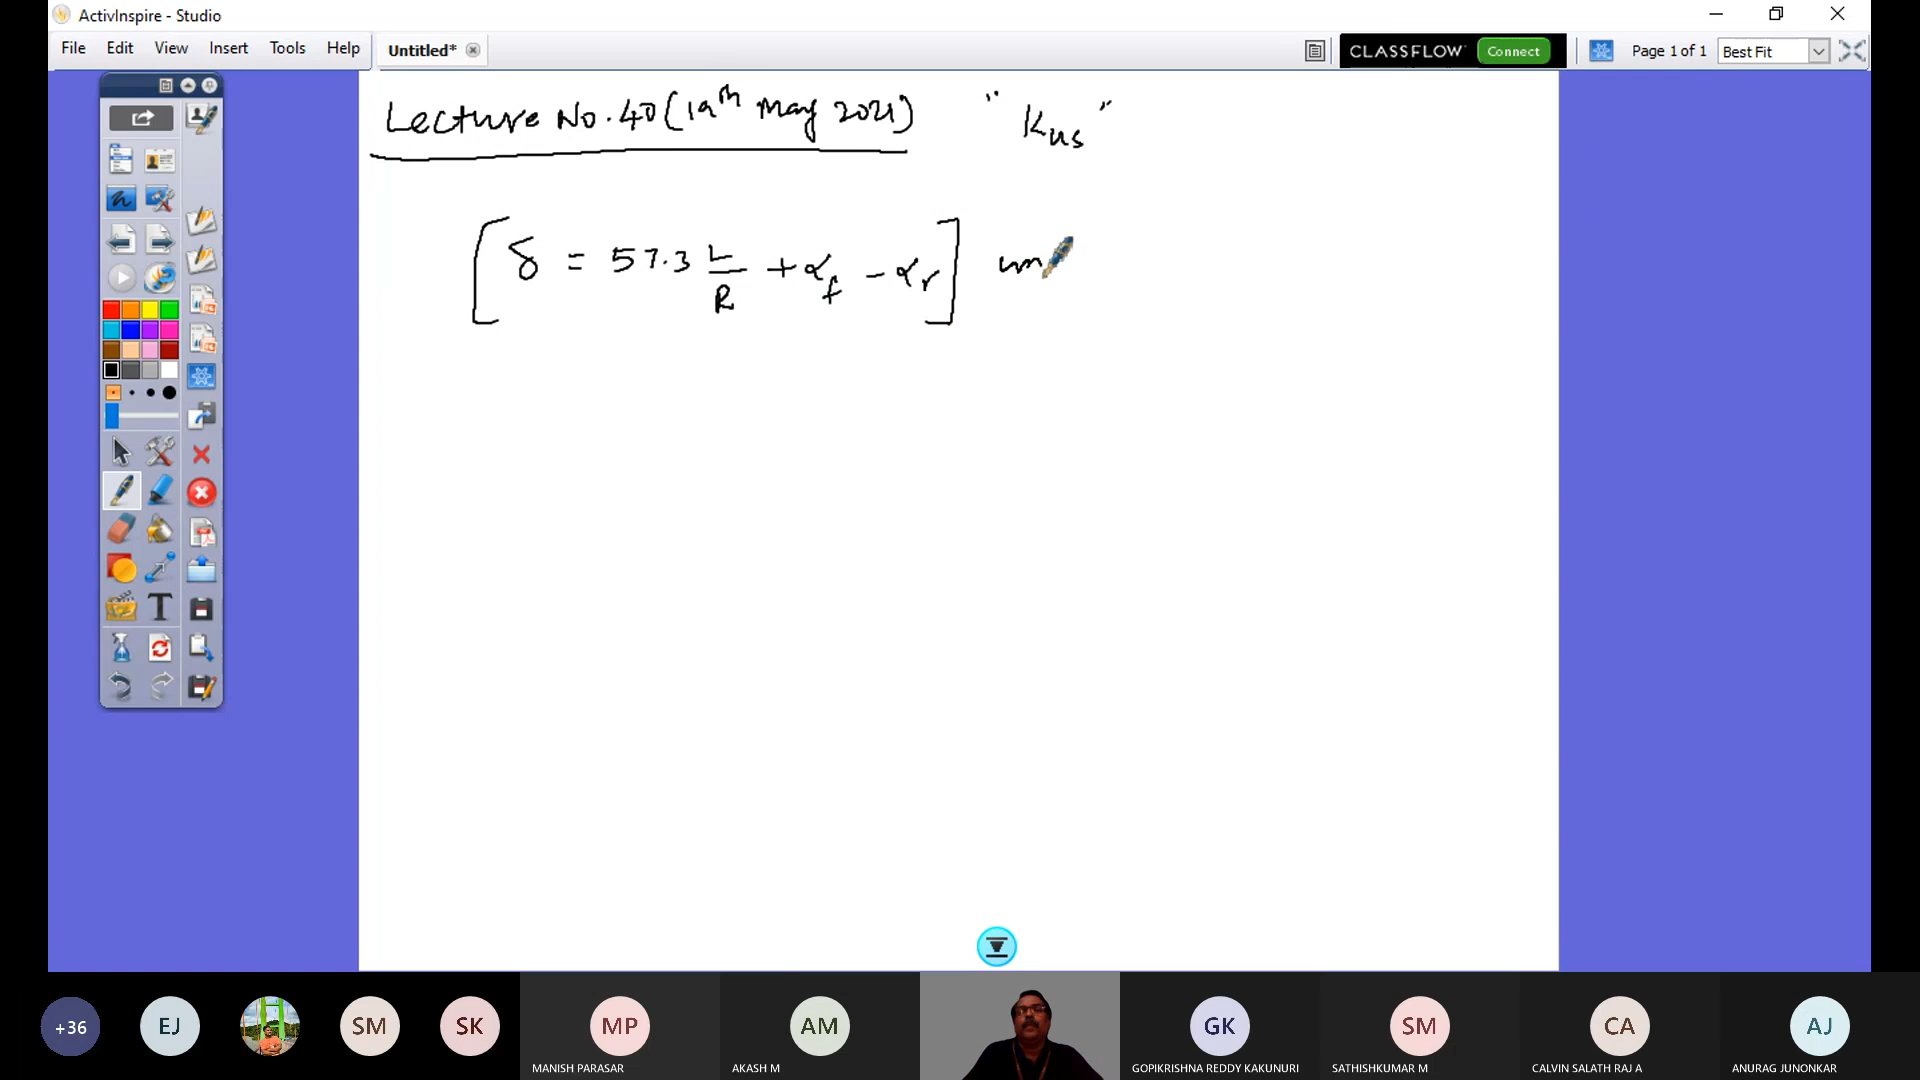 ActivInspire - Studio
File Edit View Insert Tools Help Untitled* CLASSFLOW Connect Page 1 of 1 Best Fit
Lecture No. 40 (19th May 2021) " Kus "
[ δ = 57.3 L/R + αf - αr ]
+36 EJ SM SK MP AM GK SM CA AJ
MANISH PARASAR AKASH M GOPIKRISHNA REDDY KAKUNURI SATHISHKUMAR M CALVIN SALATH RAJ A ANURAG JUNONKAR